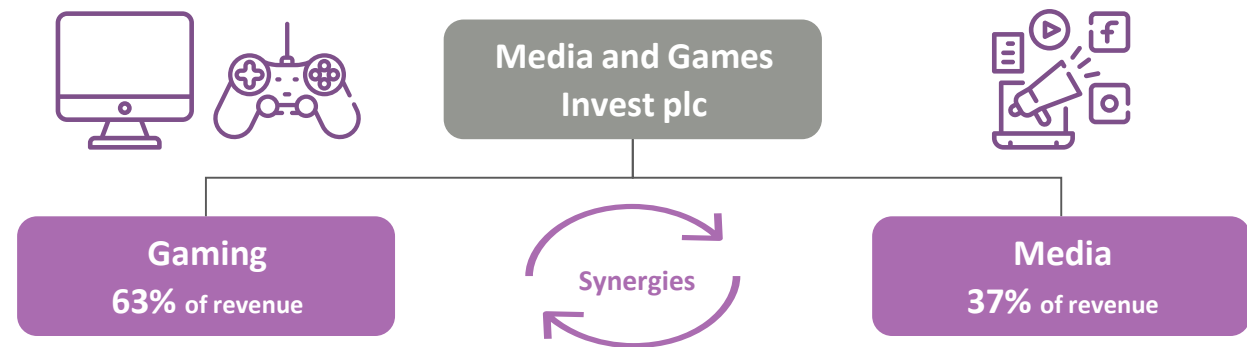 Media and Games
Invest plc
Gaming
63% of revenue
Synergies
Media
37% of revenue